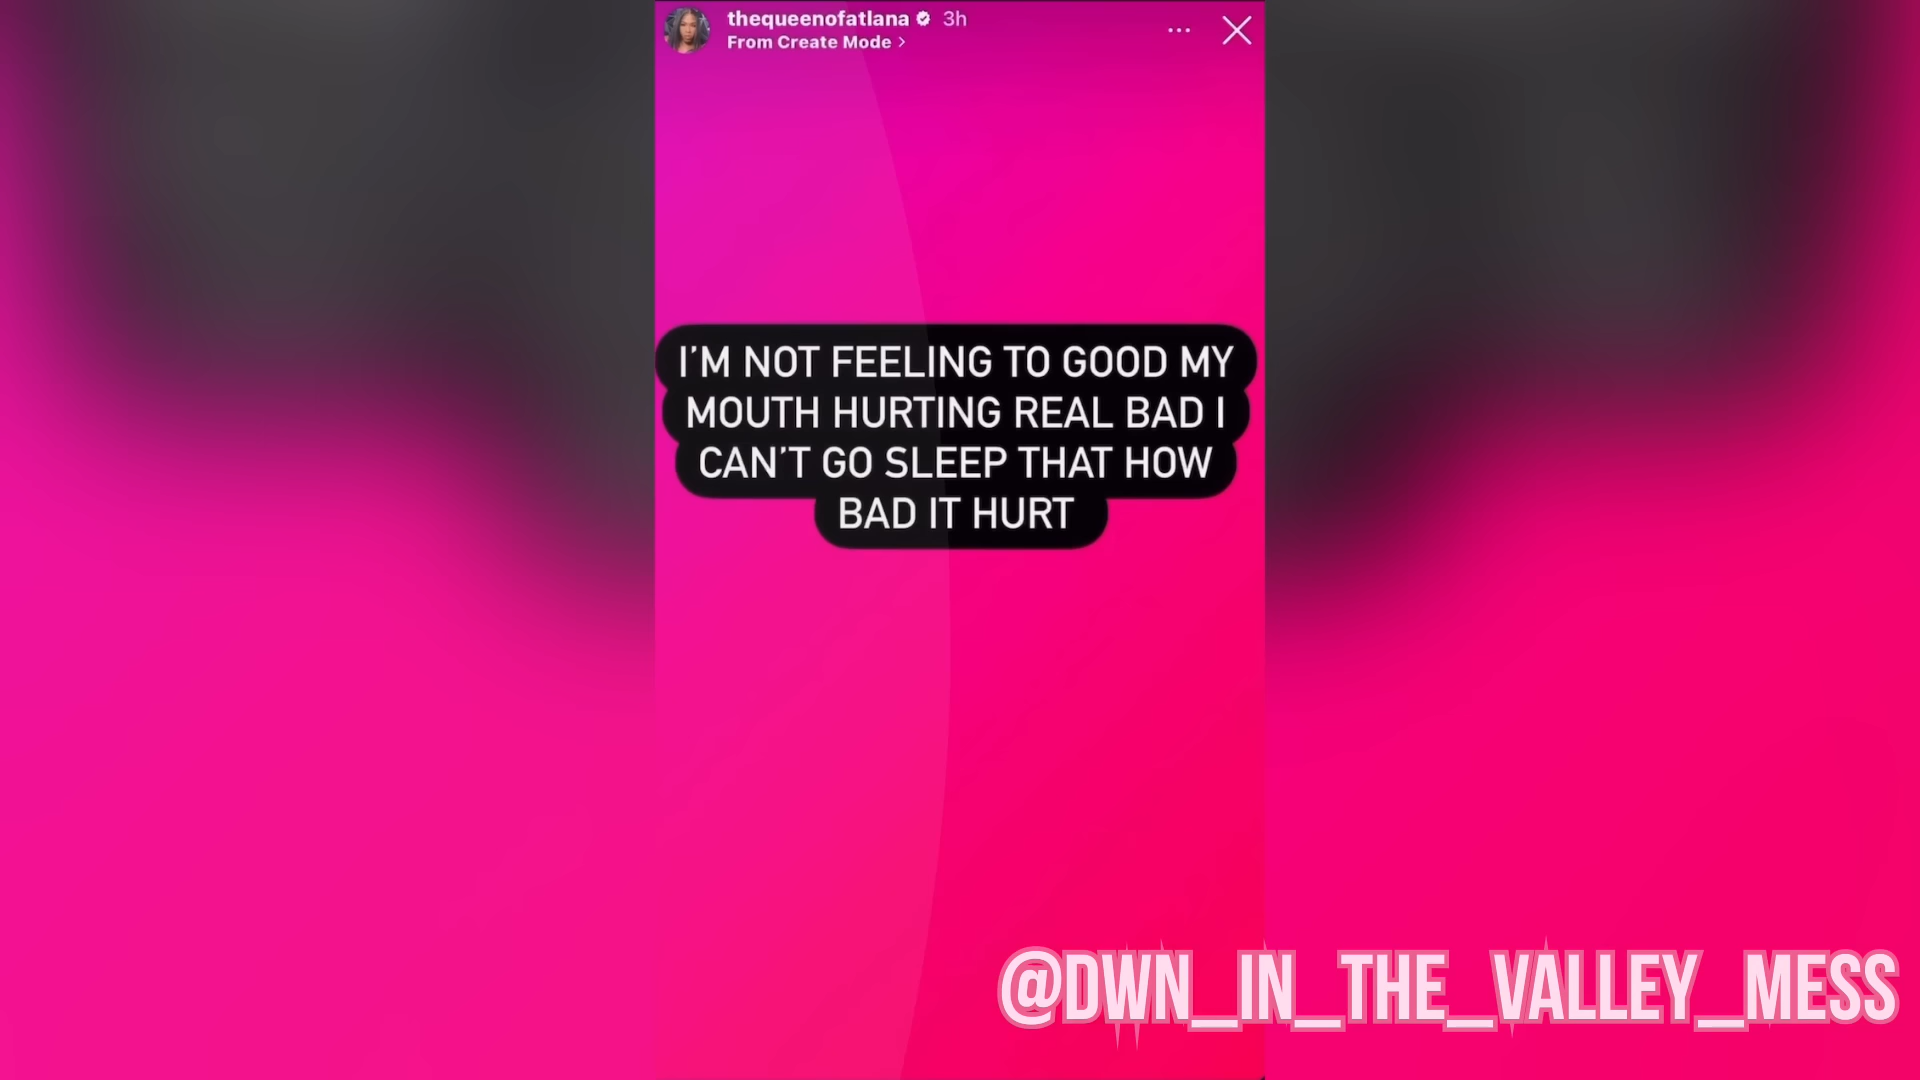 thequeenofatlana 3h
From Create Mode >
I'M NOT FEELING TO GOOD MY
MOUTH HURTING REAL BAD I
CAN'T GO SLEEP THAT HOW
BAD IT HURT
@DWN_IN_THE_VALLEY_MESS